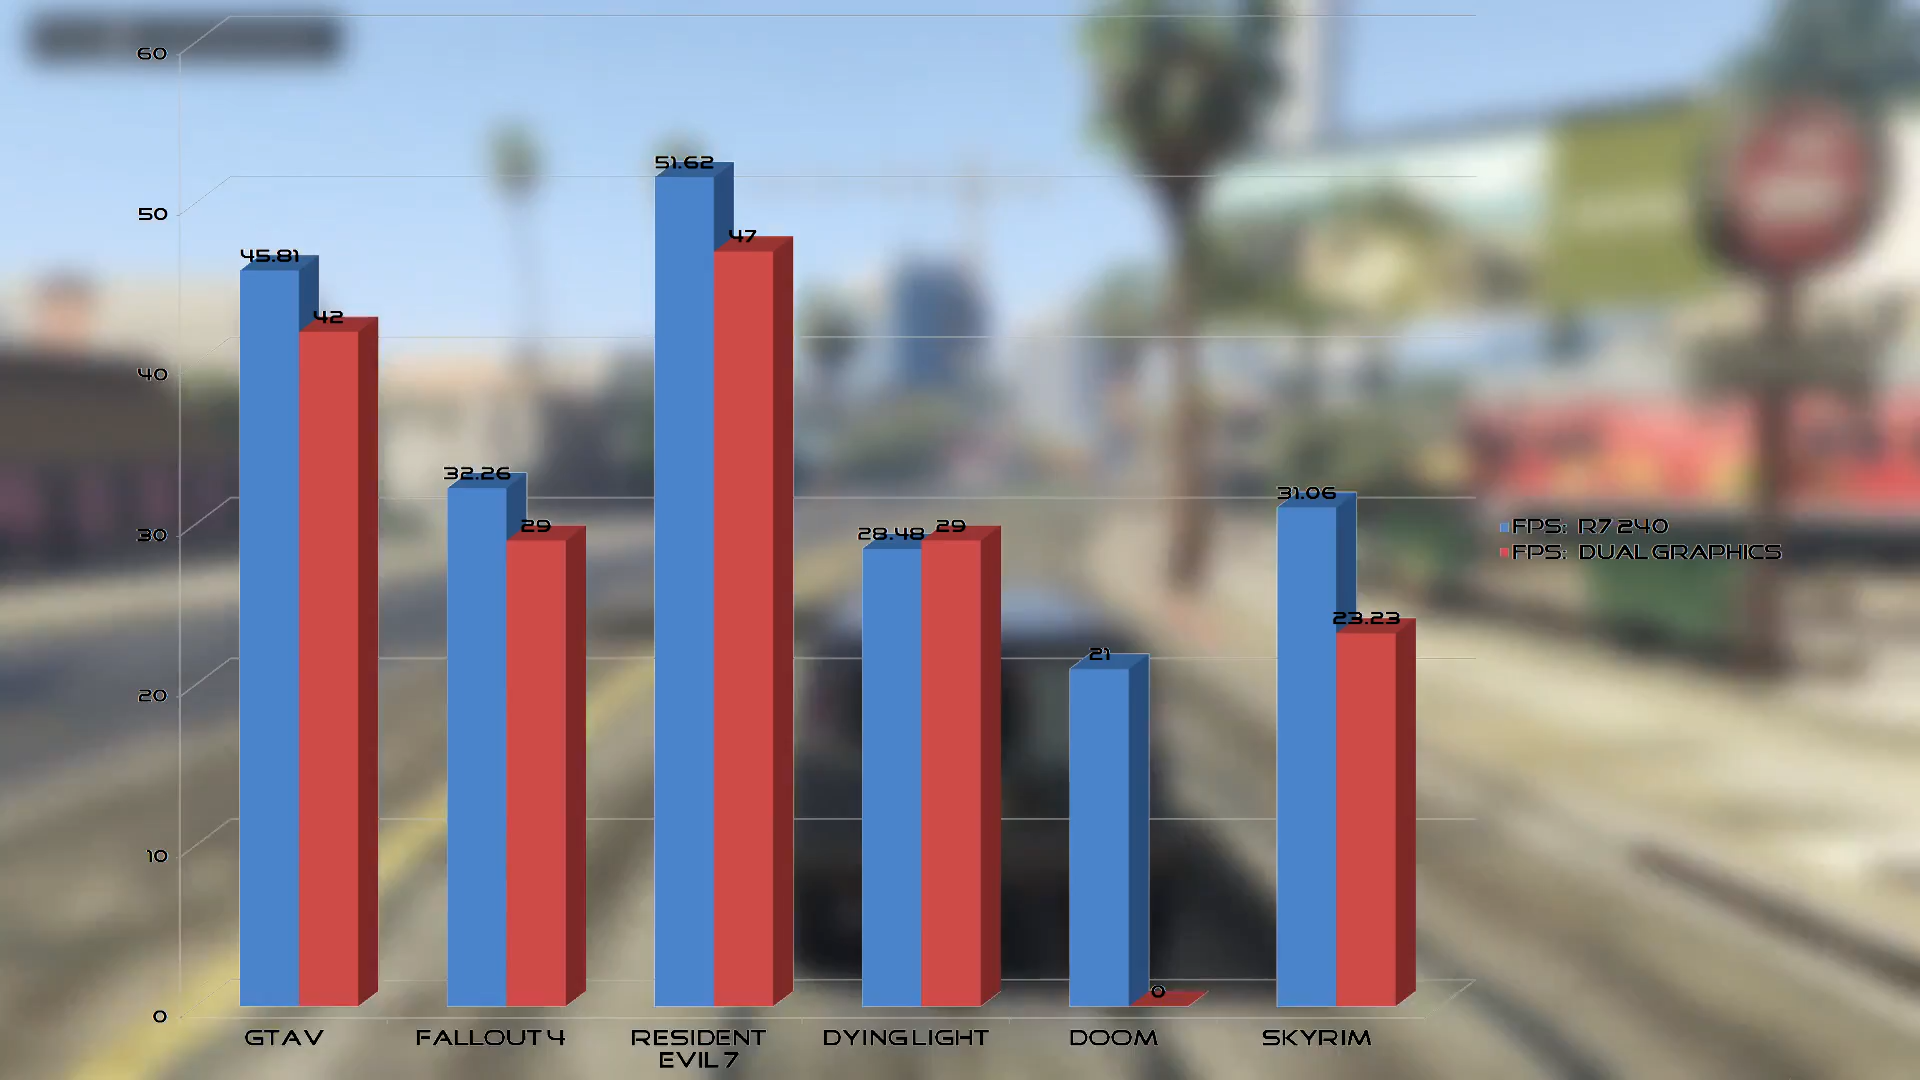 60
50
40
30
20
10
0
45.81
42
32.26
29
51.62
47
28.48
29
21
0
31.06
23.23
GTA V
FALLOUT 4
RESIDENT
EVIL 7
DYING LIGHT
DOOM
SKYRIM
FPS: R7 240
FPS: DUAL GRAPHICS